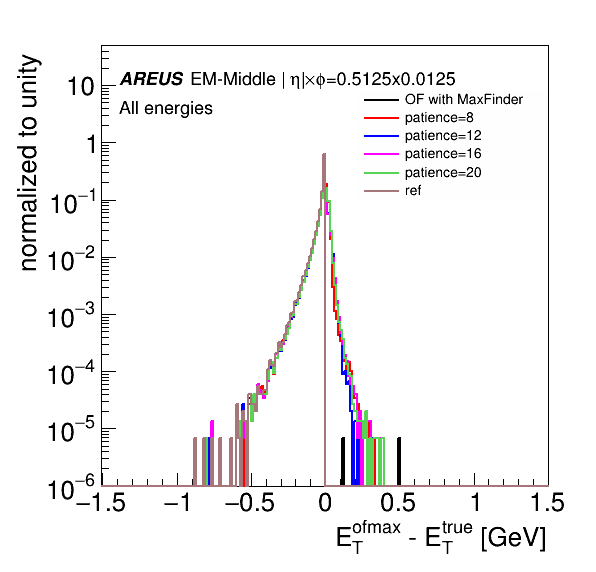 normalized to unity
AREUS EM-Middle | η|×ϕ=0.5125x0.0125
All energies
OF with MaxFinder
patience=8
patience=12
patience=16
patience=20
ref
10
1
10⁻¹
10⁻²
10⁻³
10⁻⁴
10⁻⁵
10⁻⁶
−1.5 −1 −0.5 0 0.5 1 1.5
E_T^ofmax - E_T^true [GeV]